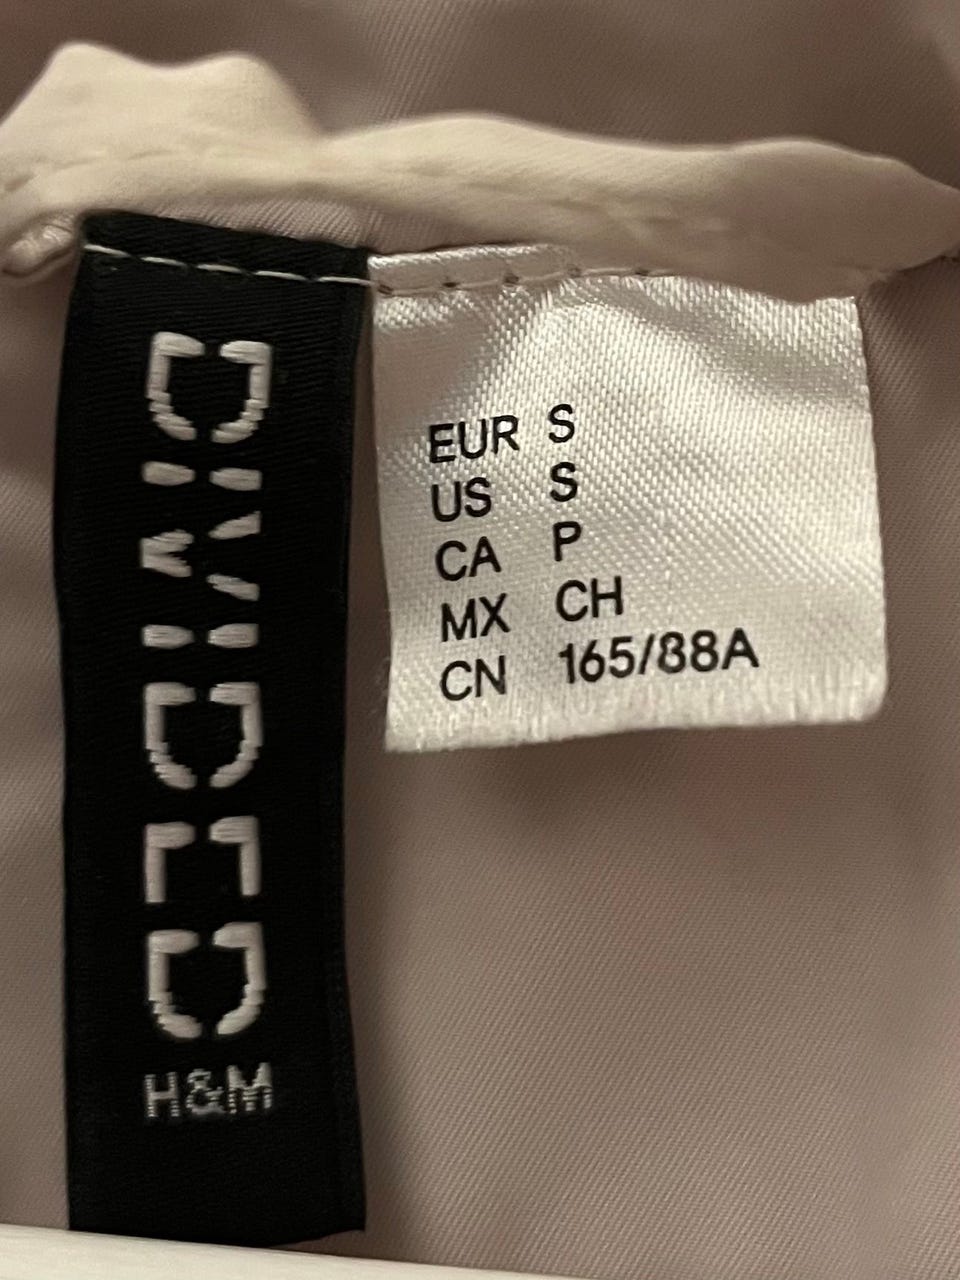 DIVIDED
H&M
EUR S
US S
CA P
MX CH
CN 165/88A